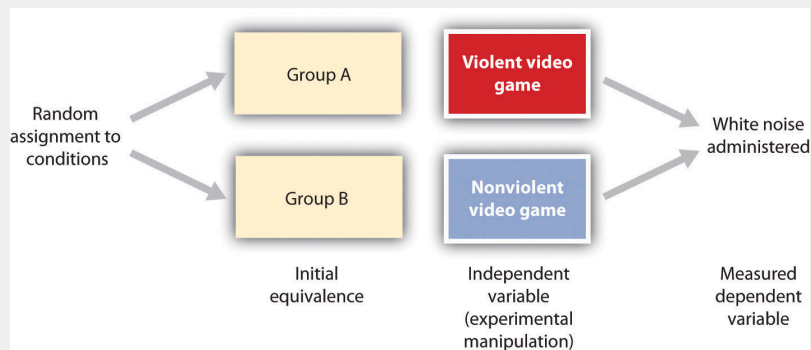 Random
assignment to
conditions
Group A
Group B
Violent video
game
Nonviolent
video game
White noise
administered
Initial
equivalence
Independent
variable
(experimental
manipulation)
Measured
dependent
variable